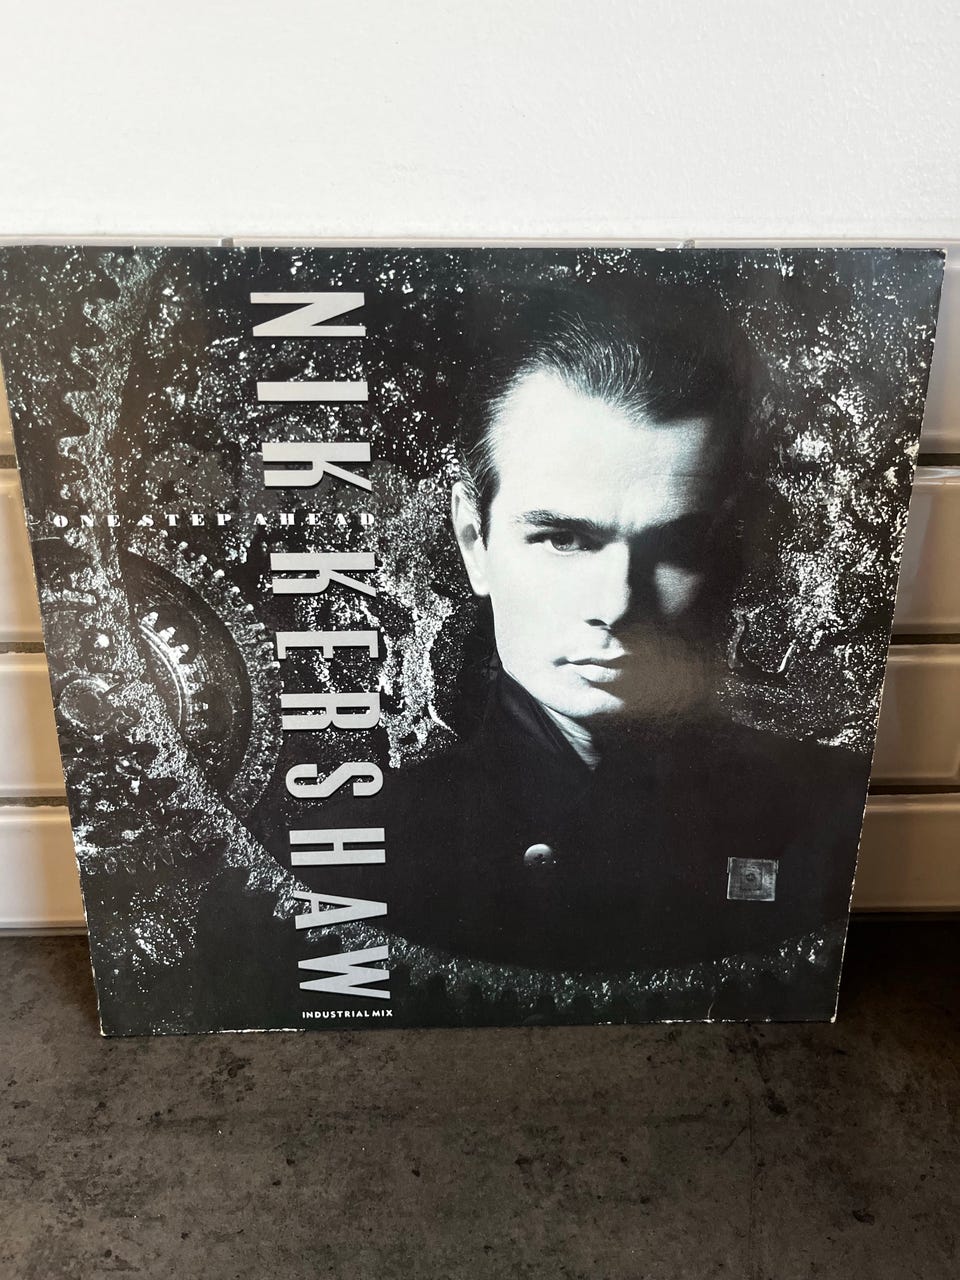 NIK KERSHAW
ONE STEP AHEAD
INDUSTRIAL MIX